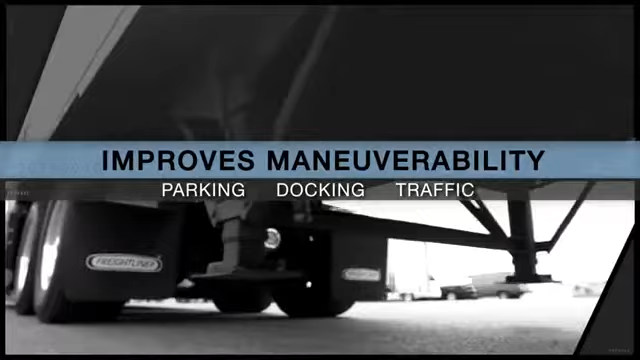 IMPROVES MANEUVERABILITY
PARKING DOCKING TRAFFIC
FREIGHTLINER